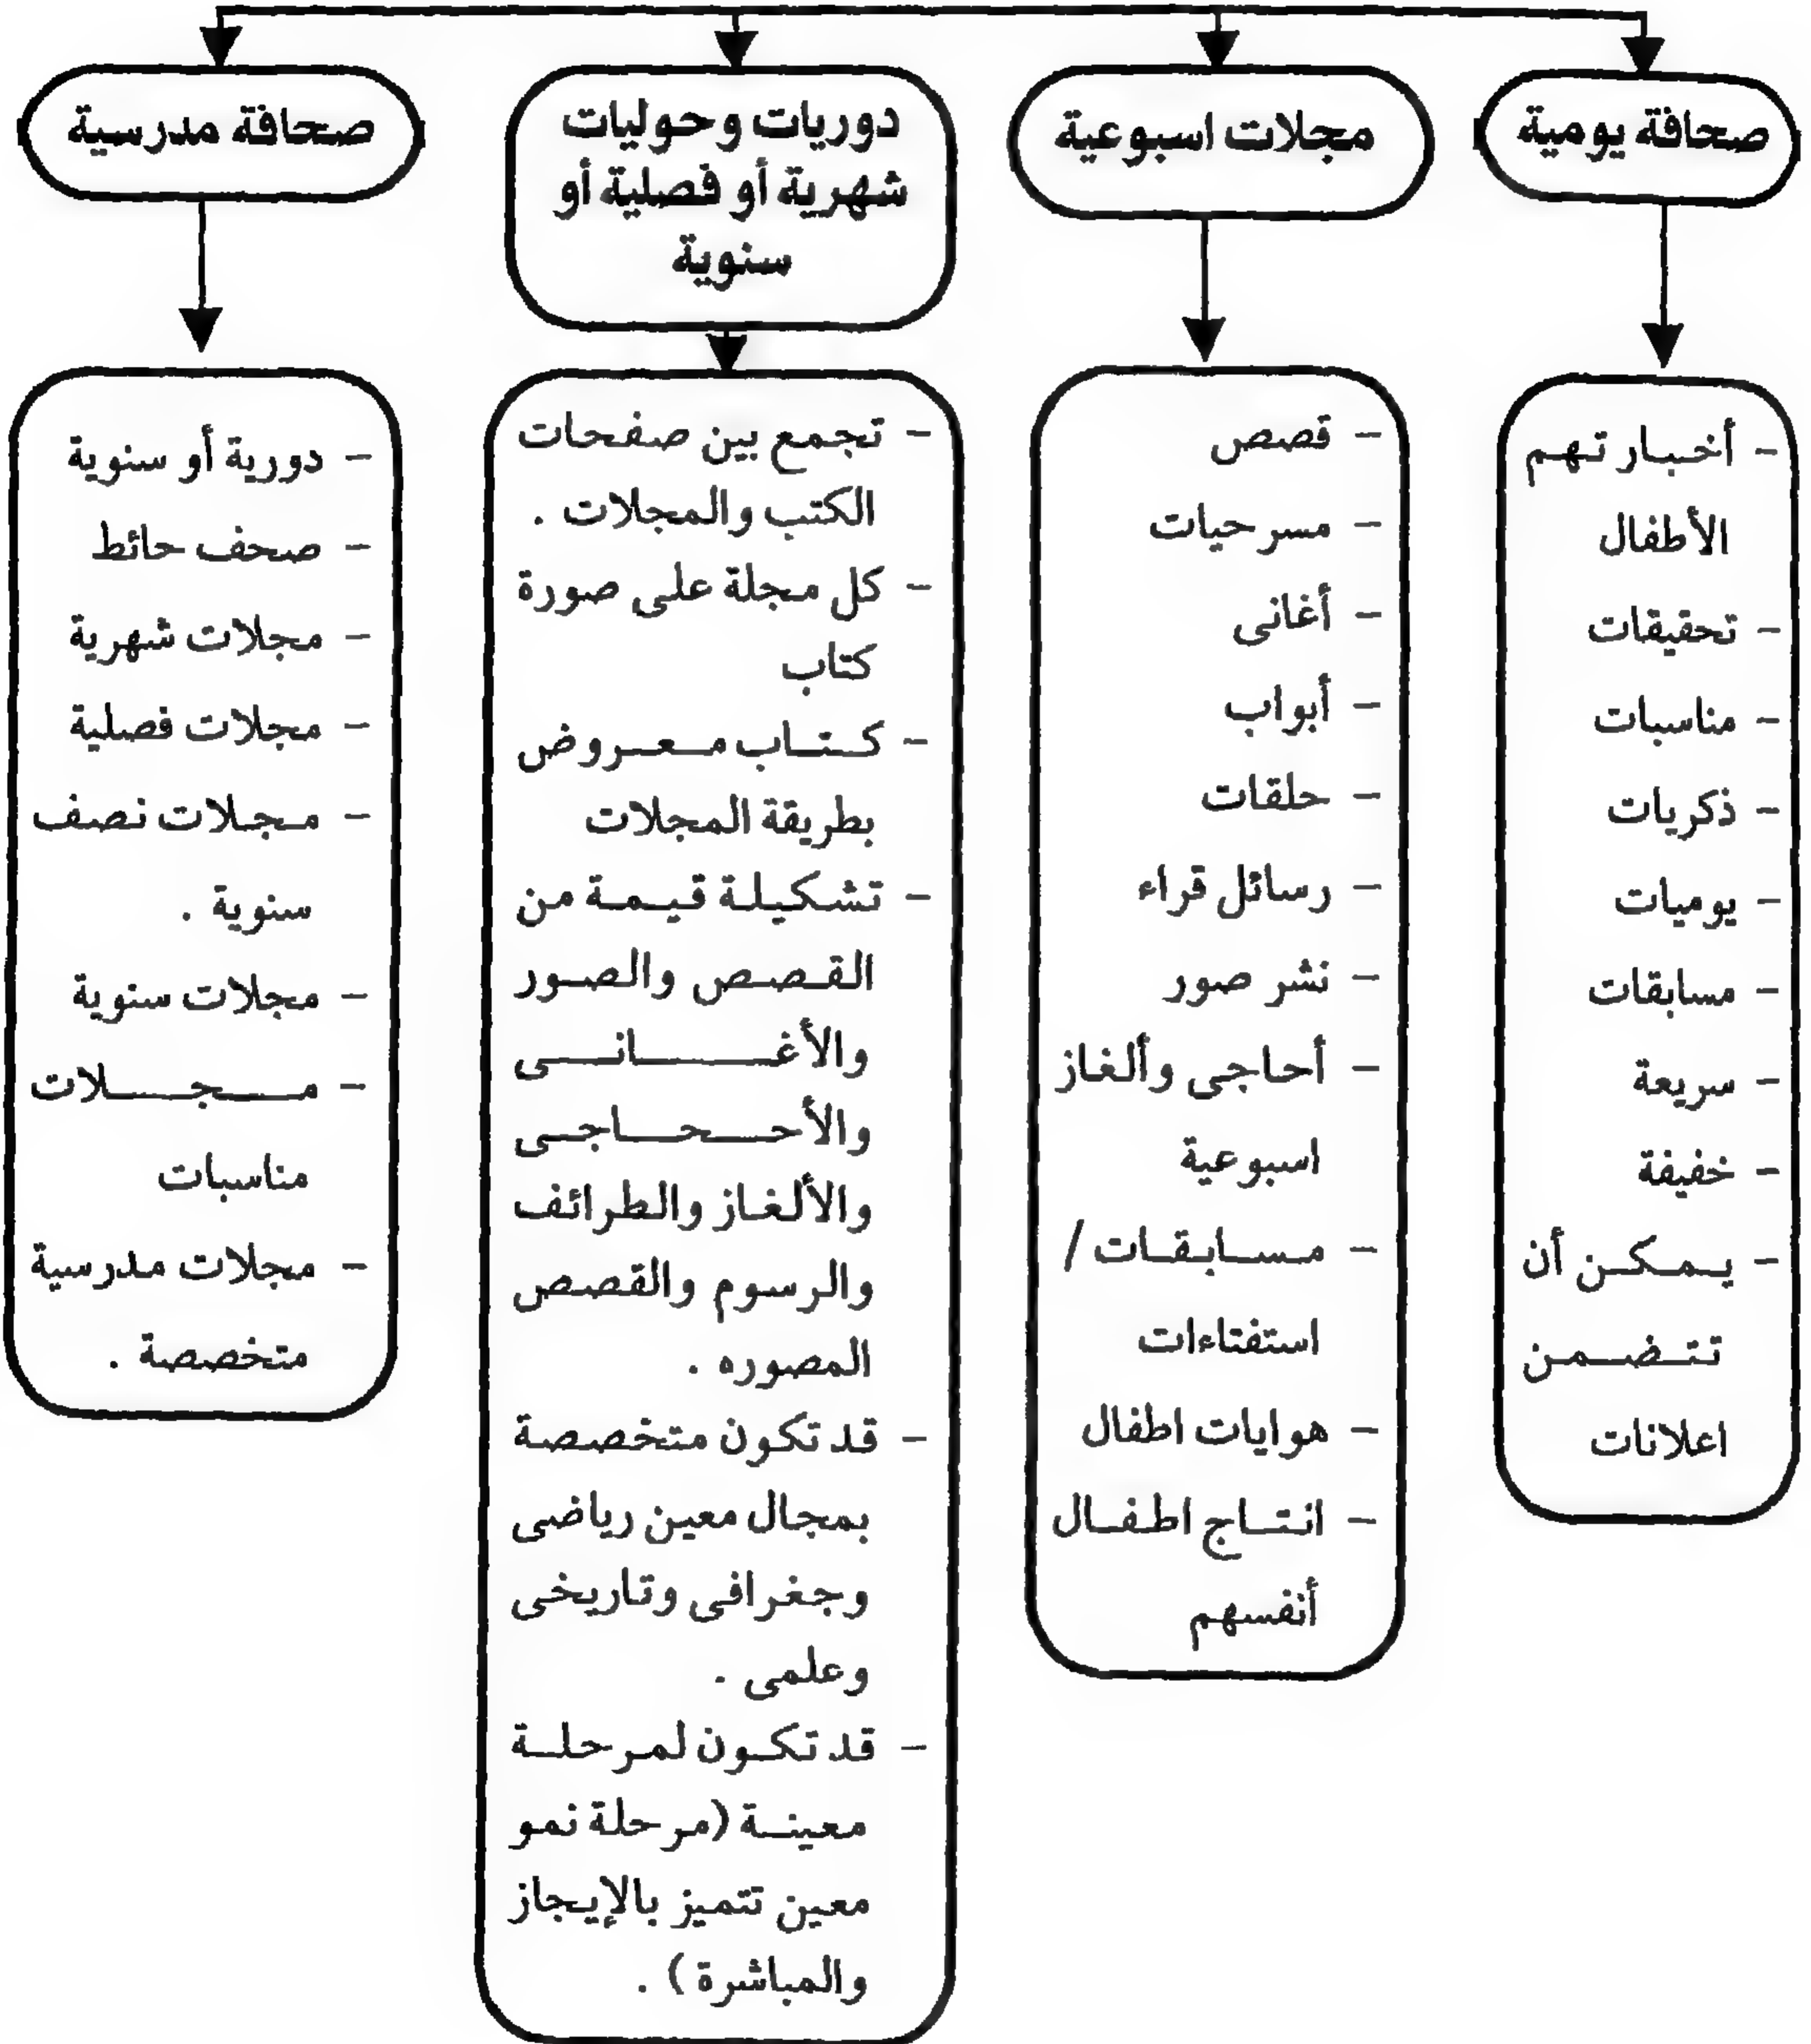 صحافة يومية
- أخبار تهم
الأطفال
- تحقيقات
- مناسبات
- ذكريات
- يوميات
- مسابقات
- سريعة
- خفيفة
- يمكن أن
تتضمن
اعلانات
مجلات اسبوعية
- قصص
- مسرحيات
- أغانى
- أبواب
- حلقات
- رسائل قراء
- نشر صور
- أحاجى وألغاز
اسبوعية
- مسابقات /
استفتاءات
- هوايات اطفال
- انتاج اطفال
أنفسهم
دوريات وحوليات
شهرية أو فصلية أو
سنوية
- تجمع بين صفحات
الكتب والمجلات .
- كل مجلة على صورة
كتاب
- كتاب معروض
بطريقة المجلات
- تشكيلة قيمة من
القصص والصور
والأغانى
والأححاجى
والألغاز والطرائف
والرسوم والقصص
المصوره .
- قد تكون متخصصة
بمجال معين رياضى
وجغرافى وتاريخى
وعلمى .
- قد تكون لمرحلة
معينة (مرحلة نمو
معين تتميز بالإيجاز
والمباشرة ) .
صحافة مدرسية
- دورية أو سنوية
- صحف حائط
- مجلات شهرية
- مجلات فصلية
- مجلات نصف
سنوية .
- مجلات سنوية
- مجلات
مناسبات
- مجلات مدرسية
متخصصة .